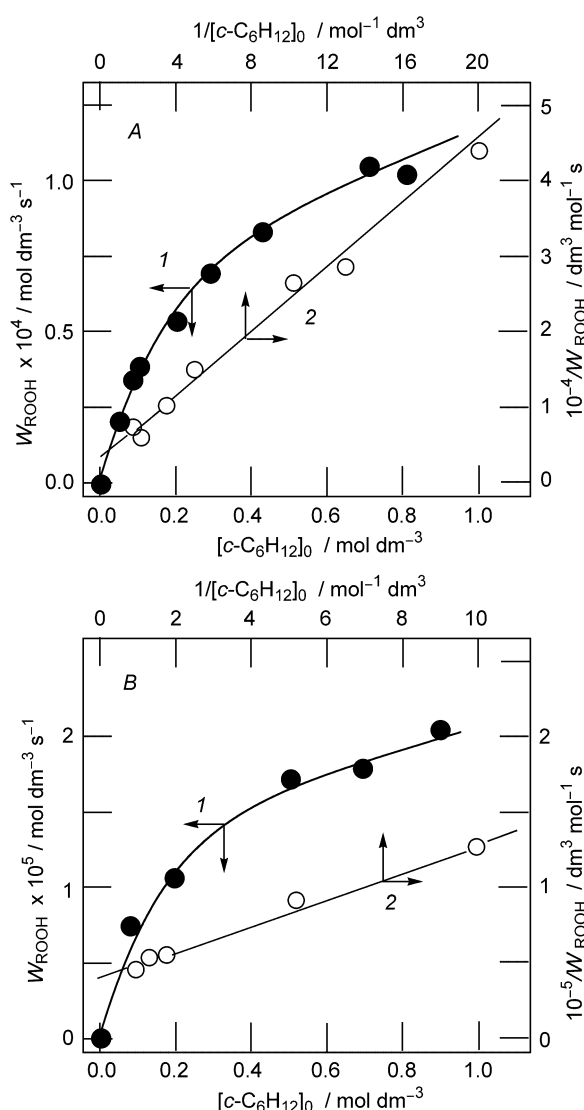 1/[c-C₆H₁₂]₀ / mol⁻¹ dm³
0 4 8 12 16 20
A
5
4
3
2
1
0
1.0
0.5
0.0
1
2
W_ROOH x 10⁴ / mol dm⁻³ s⁻¹
10⁻⁴/W_ROOH / dm³ mol⁻¹ s
0.0 0.2 0.4 0.6 0.8 1.0
[c-C₆H₁₂]₀ / mol dm⁻³
1/[c-C₆H₁₂]₀ / mol⁻¹ dm³
0 2 4 6 8 10
B
2
1
0
2
1
0
1
2
W_ROOH x 10⁵ / mol dm⁻³ s⁻¹
10⁻⁵/W_ROOH / dm³ mol⁻¹ s
0.0 0.2 0.4 0.6 0.8 1.0
[c-C₆H₁₂]₀ / mol dm⁻³